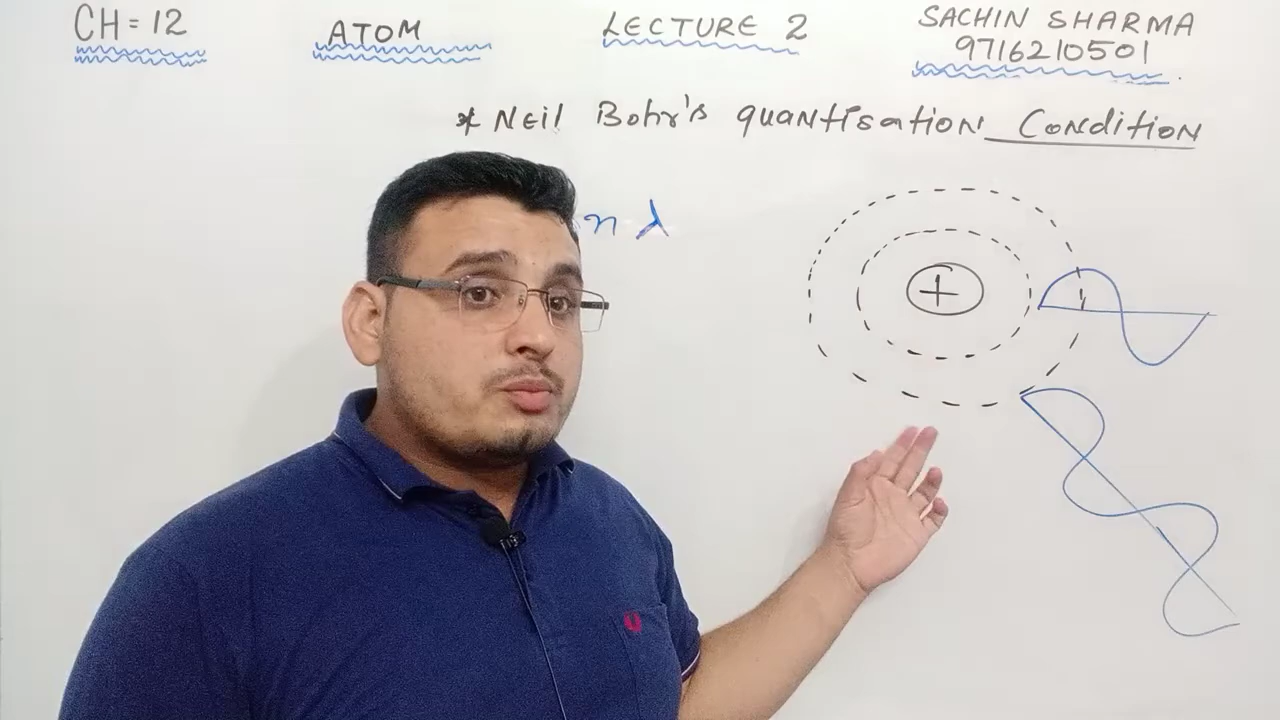 CH = 12 ATOM LECTURE 2 SACHIN SHARMA
9716210501
* Neil Bohr's quantisation Condition
n λ
+